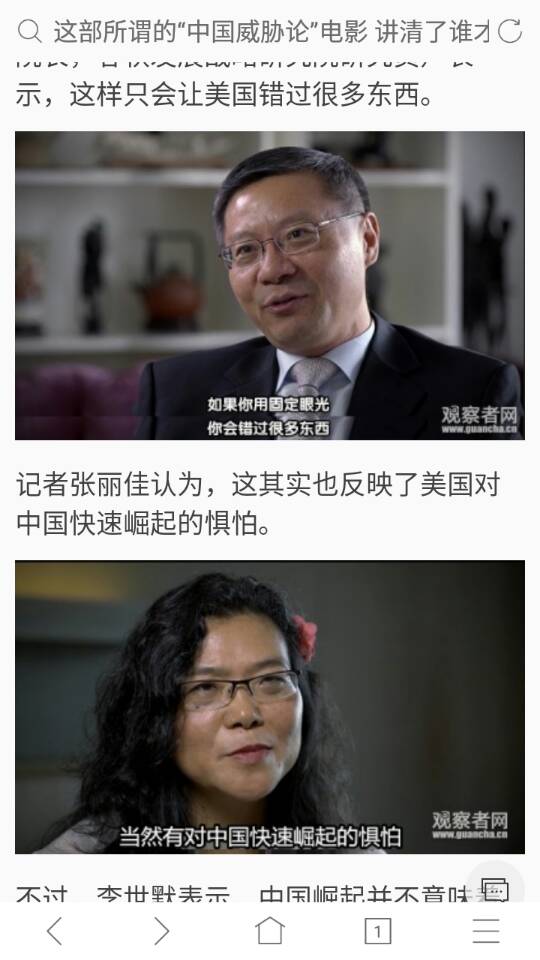 这部所谓的“中国威胁论”电影 讲清了谁才
示，这样只会让美国错过很多东西。
如果你用固定眼光
你会错过很多东西
观察者网
www.guancha.cn
记者张丽佳认为，这其实也反映了美国对
中国快速崛起的惧怕。
当然有对中国快速崛起的惧怕
观察者网
www.guancha.cn
不过，李世默表示，中国崛起并不意味着
1